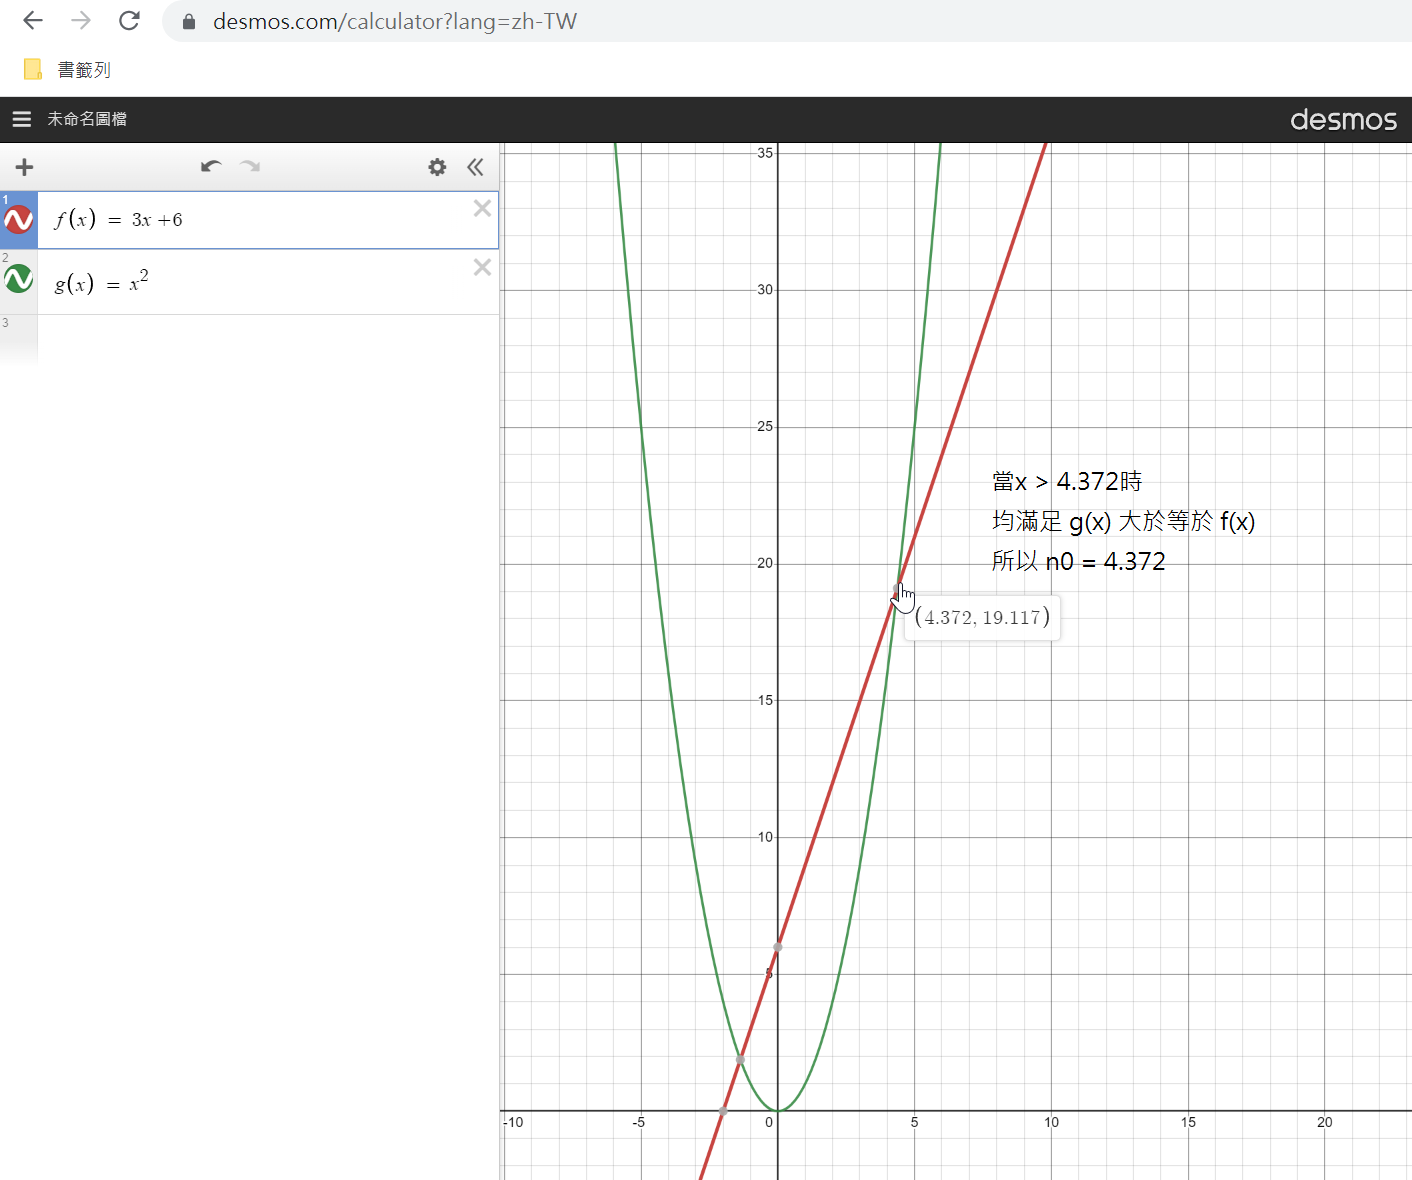 desmos.com/calculator?lang=zh-TW
書籤列
未命名圖檔
desmos
1
f(x) = 3x+6
2
g(x) = x²
3
35
30
25
20
15
10
5
當x > 4.372時
均滿足 g(x) 大於等於 f(x)
所以 n0 = 4.372
(4.372, 19.117)
-10 -5 0 5 10 15 20